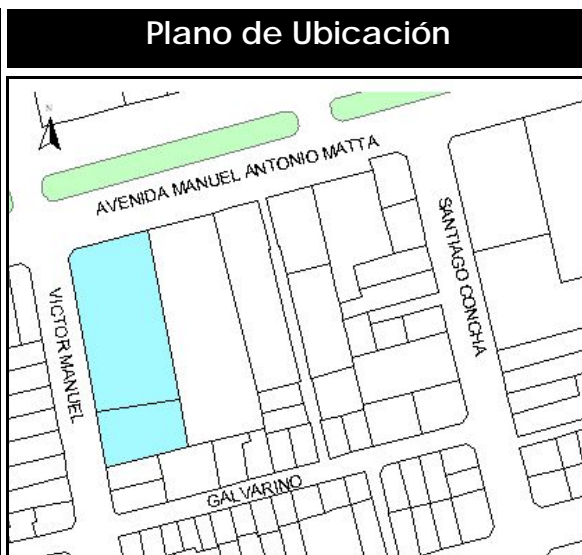 Plano de Ubicación
N
AVENIDA MANUEL ANTONIO MATTA
SANTIAGO CONCHA
VICTOR MANUEL
GALVARINO